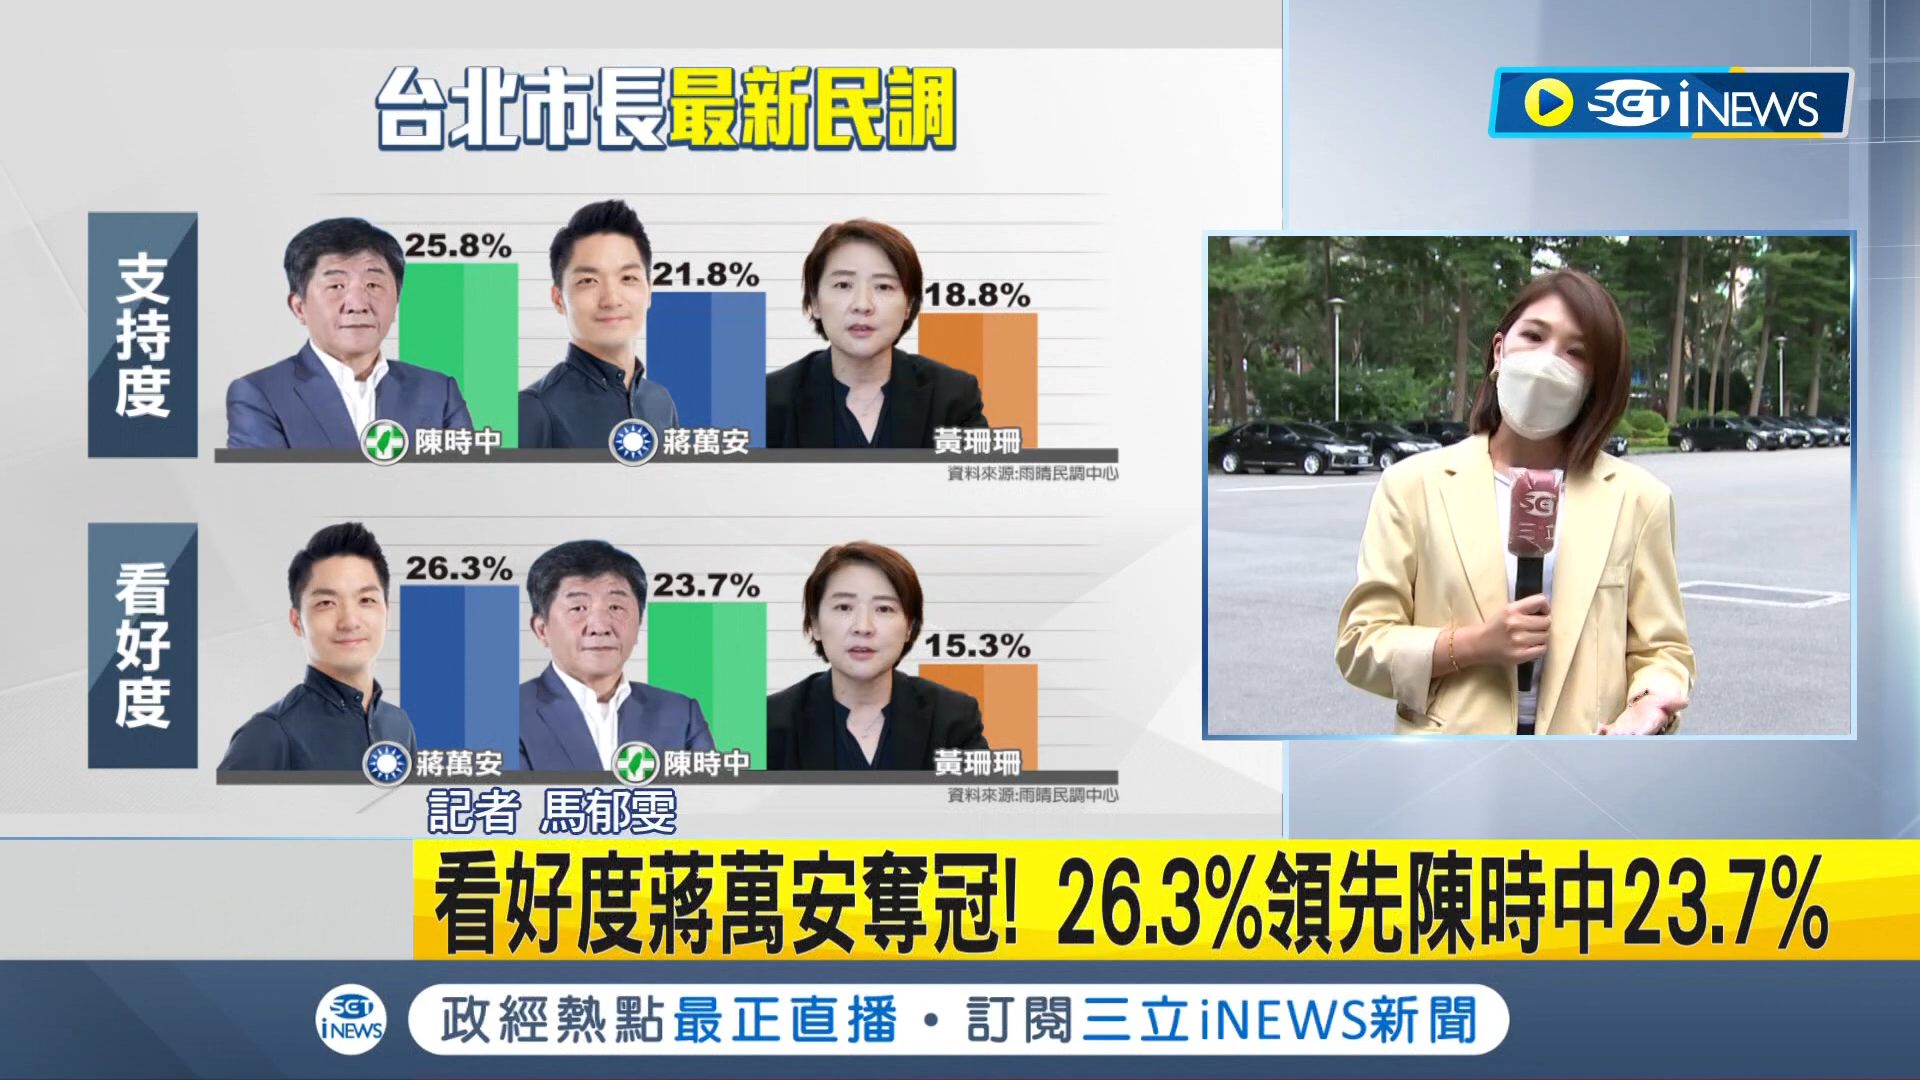 台北市長最新民調
SET iNEWS
支持度
25.8%
21.8%
18.8%
陳時中
蔣萬安
黃珊珊
資料來源:雨晴民調中心
SET
三立
看好度
26.3%
23.7%
15.3%
蔣萬安
陳時中
黃珊珊
資料來源:雨晴民調中心
記者 馬郁雯
看好度蔣萬安奪冠! 26.3%領先陳時中23.7%
SET
iNEWS
政經熱點最正直播・訂閱三立iNEWS新聞